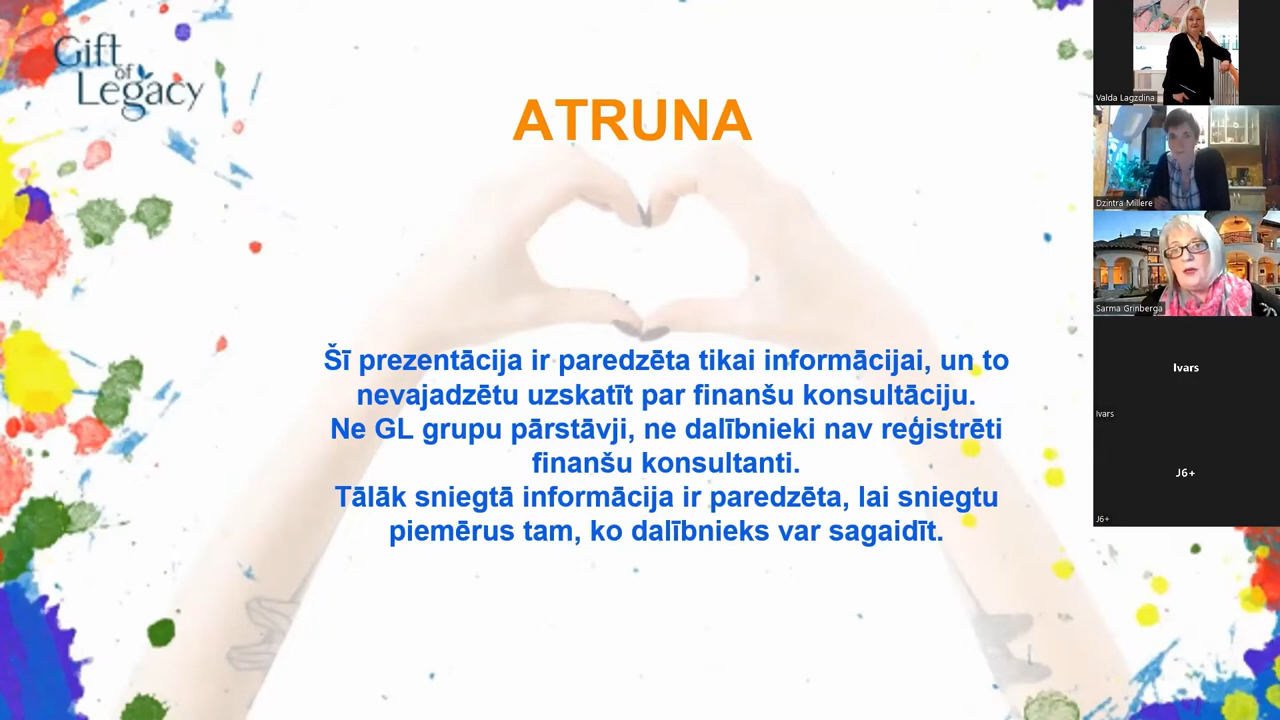 Gift
of
Legacy
ATRUNA
Šī prezentācija ir paredzēta tikai informācijai, un to
nevajadzētu uzskatīt par finanšu konsultāciju.
Ne GL grupu pārstāvji, ne dalībnieki nav reģistrēti
finanšu konsultanti.
Tālāk sniegtā informācija ir paredzēta, lai sniegtu
piemērus tam, ko dalībnieks var sagaidīt.
Valda Lagzdina
Dzintra Millere
Sarma Grinberga
Ivars
Ivars
J6+
J6+